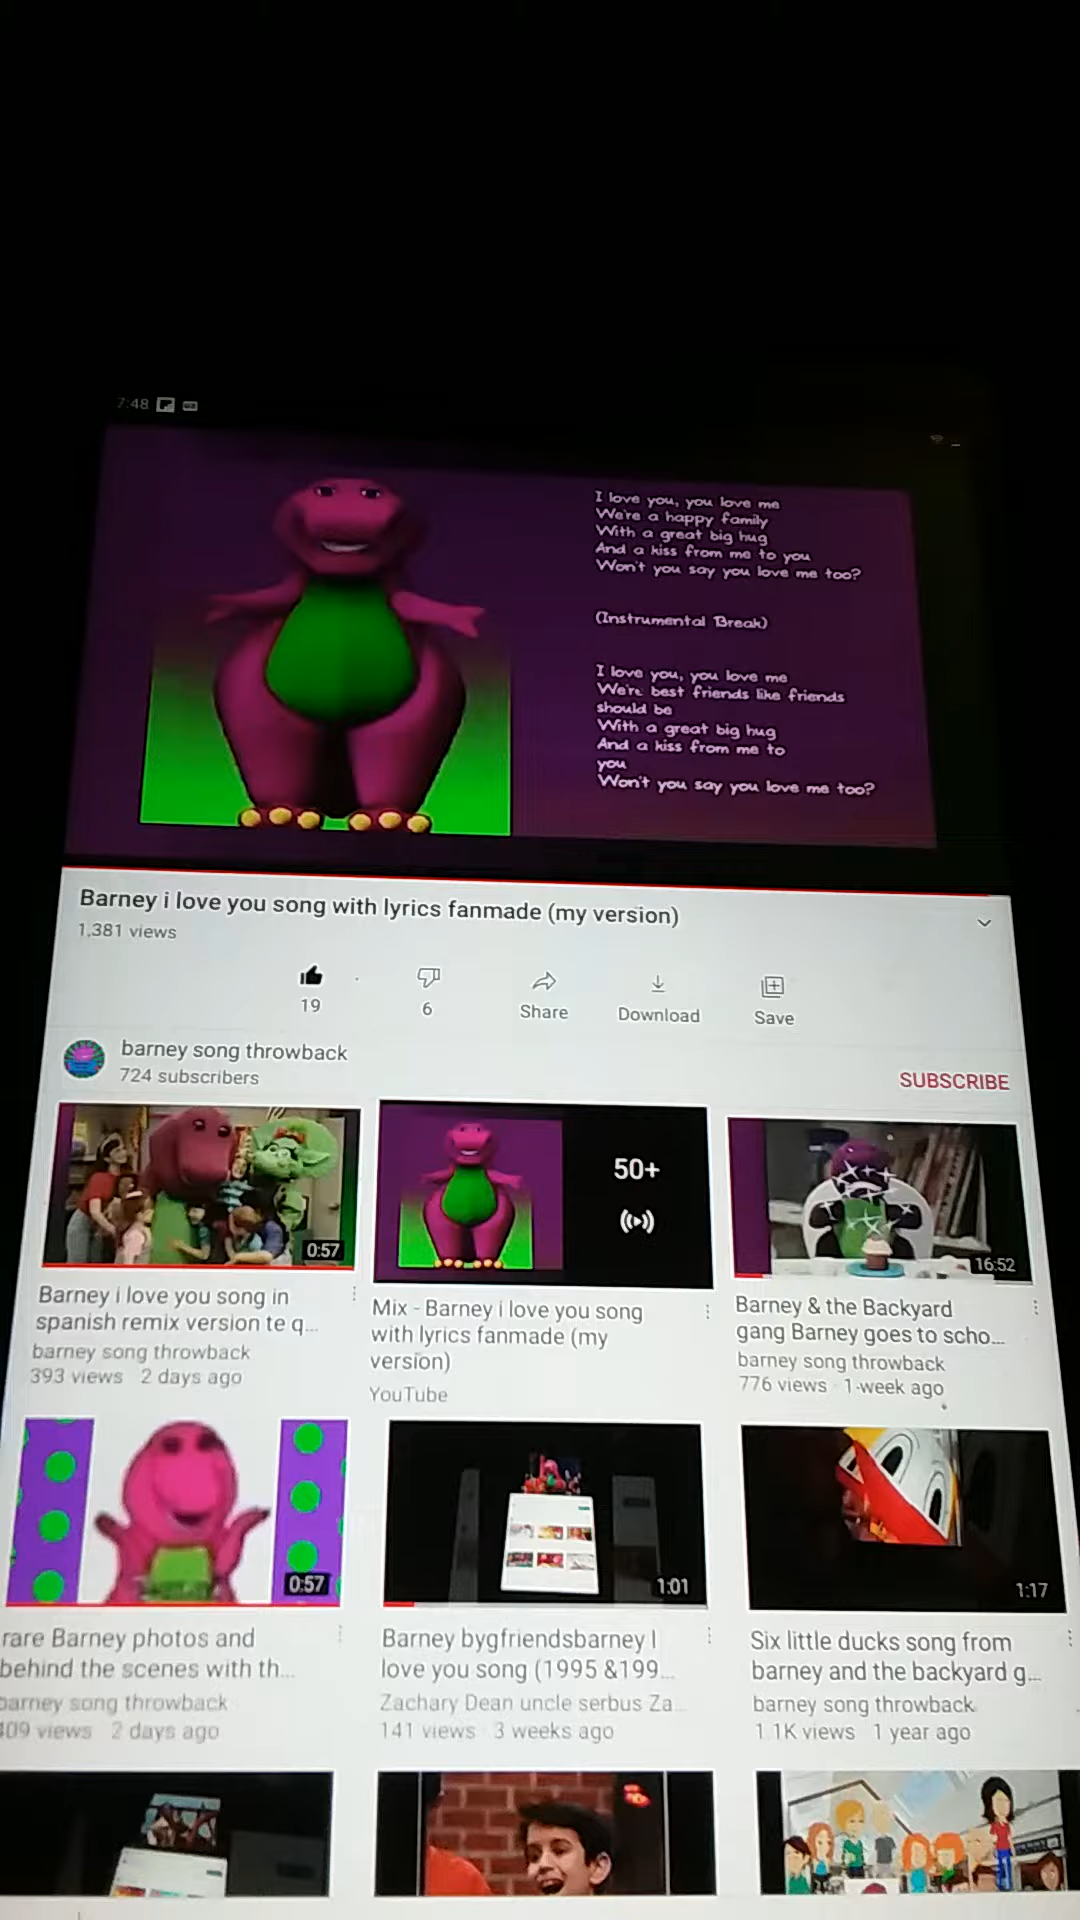 7:48
I love you, you love me
We're a happy family
With a great big hug
And a kiss from me to you
Won't you say you love me too?
(Instrumental Break)
I love you, you love me
We're best friends like friends
should be
With a great big hug
And a kiss from me to
you
Won't you say you love me too?
Barney i love you song with lyrics fanmade (my version)
1,381 views
19
6
Share
Download
Save
barney song throwback
724 subscribers
SUBSCRIBE
0:57
50+
16:52
Barney i love you song in
spanish remix version te q...
barney song throwback
393 views 2 days ago
Mix - Barney i love you song
with lyrics fanmade (my
version)
YouTube
Barney & the Backyard
gang Barney goes to scho...
barney song throwback
776 views · 1 week ago
0:57
1:01
1:17
rare Barney photos and
behind the scenes with th...
barney song throwback
409 views 2 days ago
Barney bygfriendsbarney I
love you song (1995 &199...
Zachary Dean uncle serbus Za...
141 views · 3 weeks ago
Six little ducks song from
barney and the backyard g...
barney song throwback
1.1K views 1 year ago